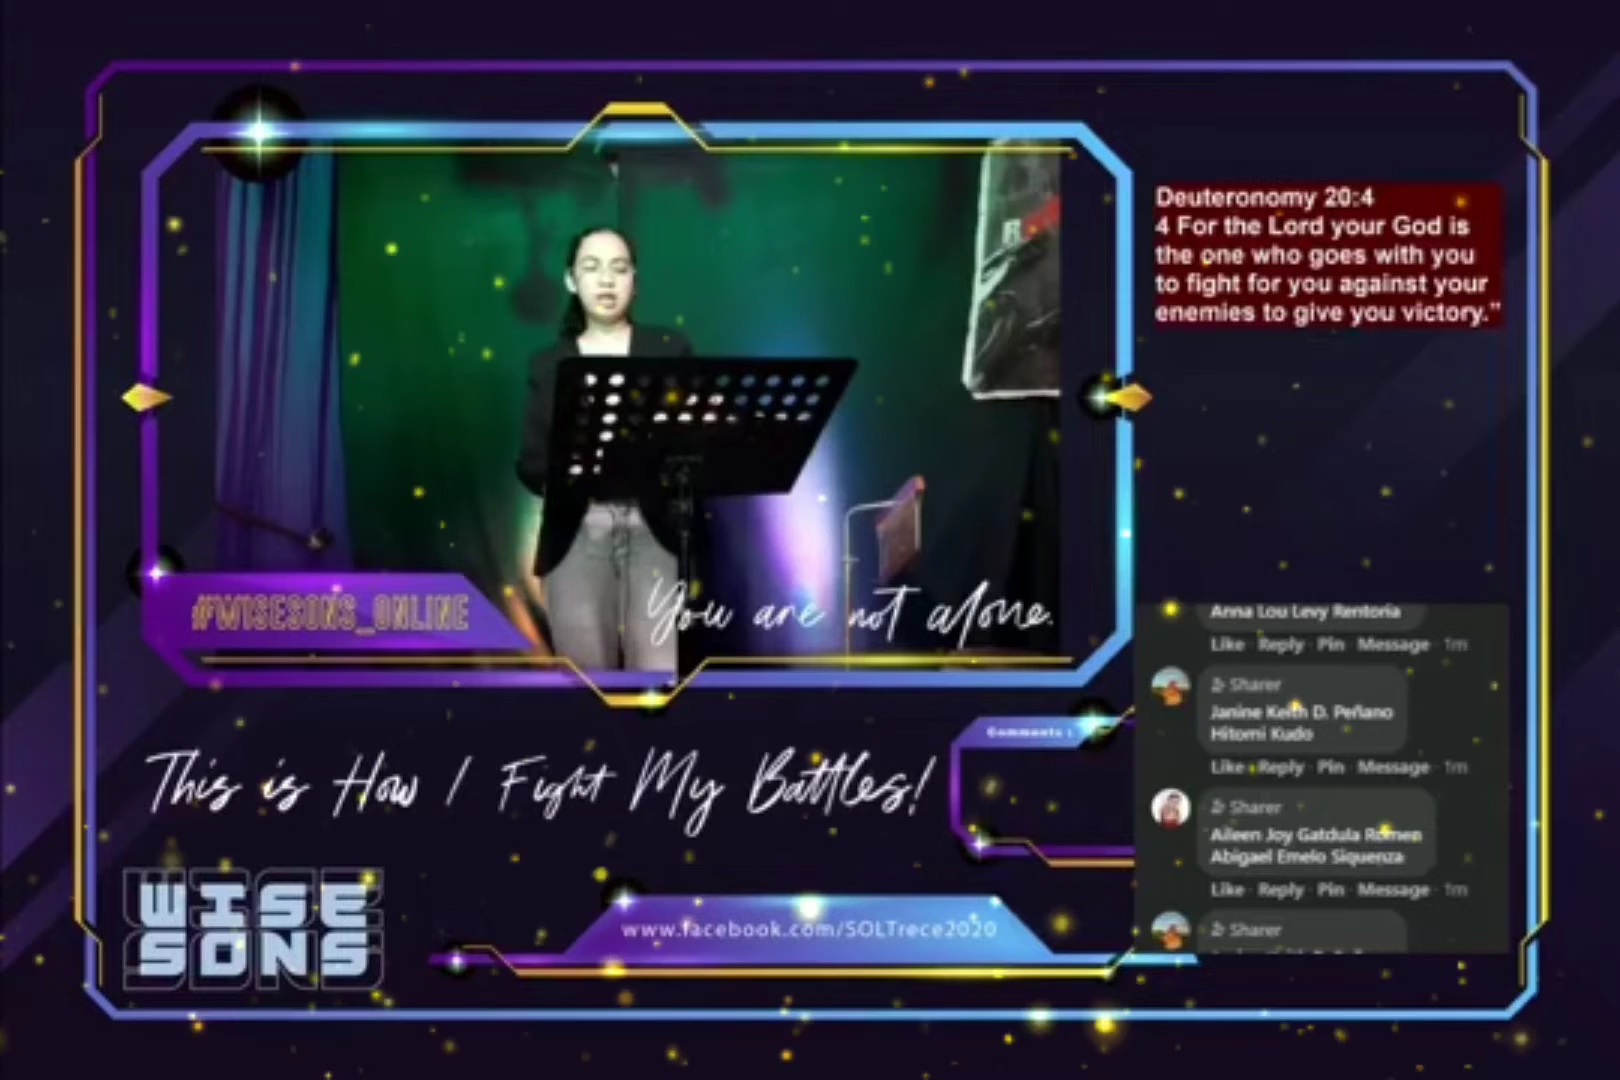 Deuteronomy 20:4
4 For the Lord your God is
the one who goes with you
to fight for you against your
enemies to give you victory.”
#WISESONS_ONLINE
You are not alone.
This is How I Fight My Battles!
Comments :
Anna Lou Levy Rentoria
Like Reply Pin Message 1m
Sharer
Janine Keith D. Peñano
Hitomi Kudo
Like Reply Pin Message 1m
Sharer
Aileen Joy Gatdula Romen
Abigael Emelo Siquenza
Like Reply Pin Message 1m
Sharer
WISE
SONS
www.facebook.com/SOLTrece2020